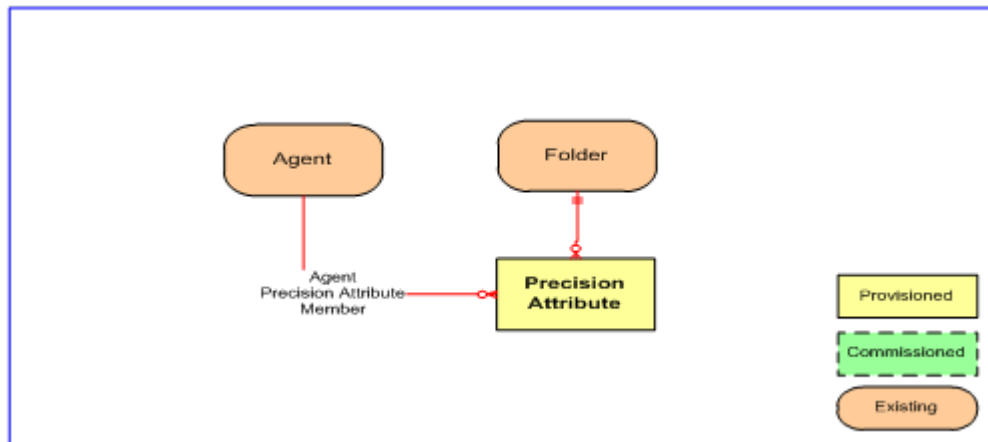 Agent
Folder
Agent
Precision Attribute
Member
Precision
Attribute
Provisioned
Commissioned
Existing